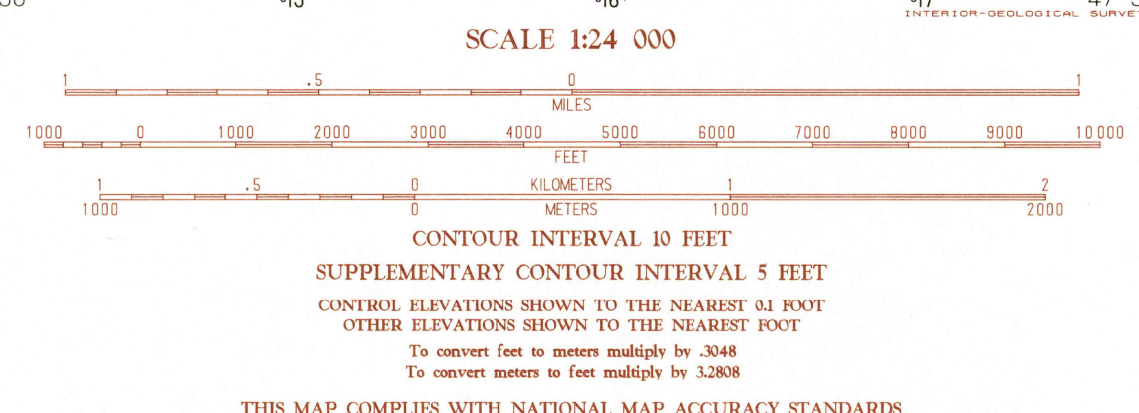 15 16 17
INTERIOR-GEOLOGICAL SURVE
SCALE 1:24 000
1 .5 0 1
MILES
1000 0 1000 2000 3000 4000 5000 6000 7000 8000 9000 10 000
FEET
1 .5 0 KILOMETERS 1 2
1000 0 METERS 1000 2000
CONTOUR INTERVAL 10 FEET
SUPPLEMENTARY CONTOUR INTERVAL 5 FEET
CONTROL ELEVATIONS SHOWN TO THE NEAREST 0.1 FOOT
OTHER ELEVATIONS SHOWN TO THE NEAREST FOOT
To convert feet to meters multiply by .3048
To convert meters to feet multiply by 3.2808
THIS MAP COMPLIES WITH NATIONAL MAP ACCURACY STANDARDS